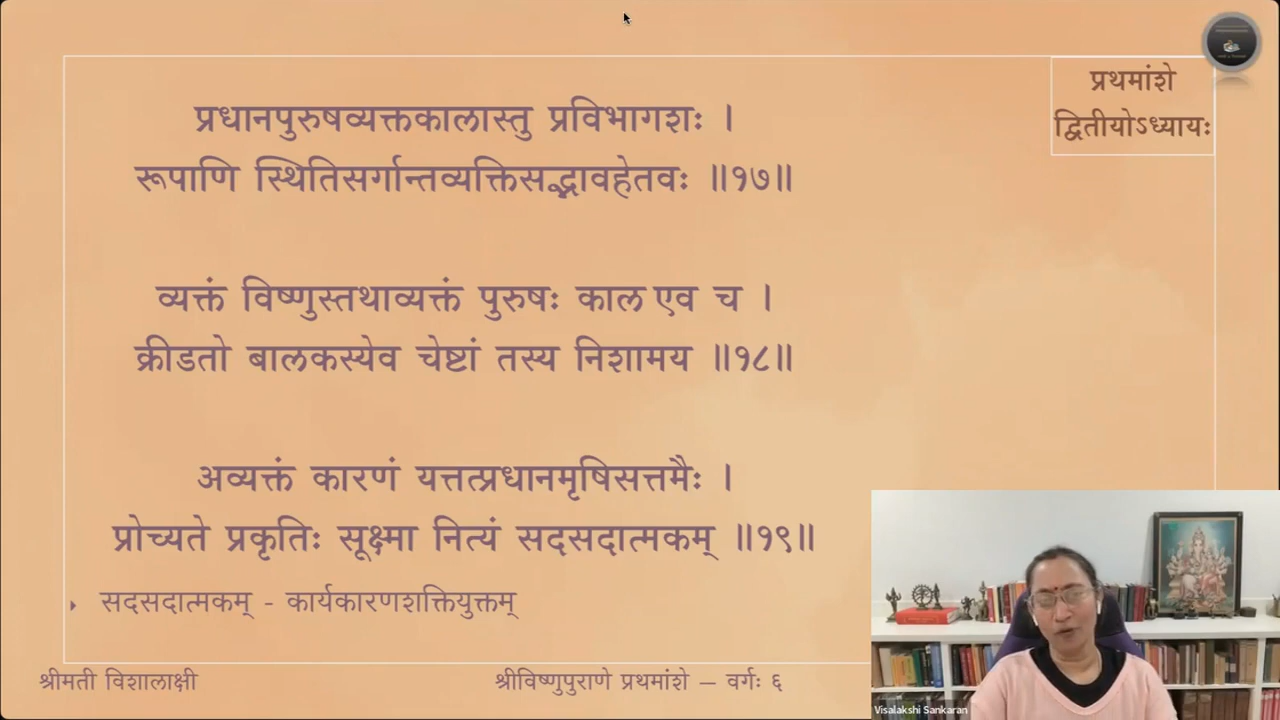 प्रथमांशे
द्वितीयोऽध्यायः
प्रधानपुरुषव्यक्तकालास्तु प्रविभागशः ।
रूपाणि स्थितिसर्गान्तव्यक्तिसद्भावहेतवः ॥१७॥
व्यक्तं विष्णुस्तथाव्यक्तं पुरुषः काल एव च ।
क्रीडतो बालकस्येव चेष्टां तस्य निशामय ॥१८॥
अव्यक्तं कारणं यत्तत्प्रधानमृषिसत्तमैः ।
प्रोच्यते प्रकृतिः सूक्ष्मा नित्यं सदसदात्मकम् ॥१९॥
सदसदात्मकम् - कार्यकारणशक्तियुक्तम्
श्रीमती विशालाक्षी
श्रीविष्णुपुराणे प्रथमांशे – वर्गः ६
Visalakshi Sankaran